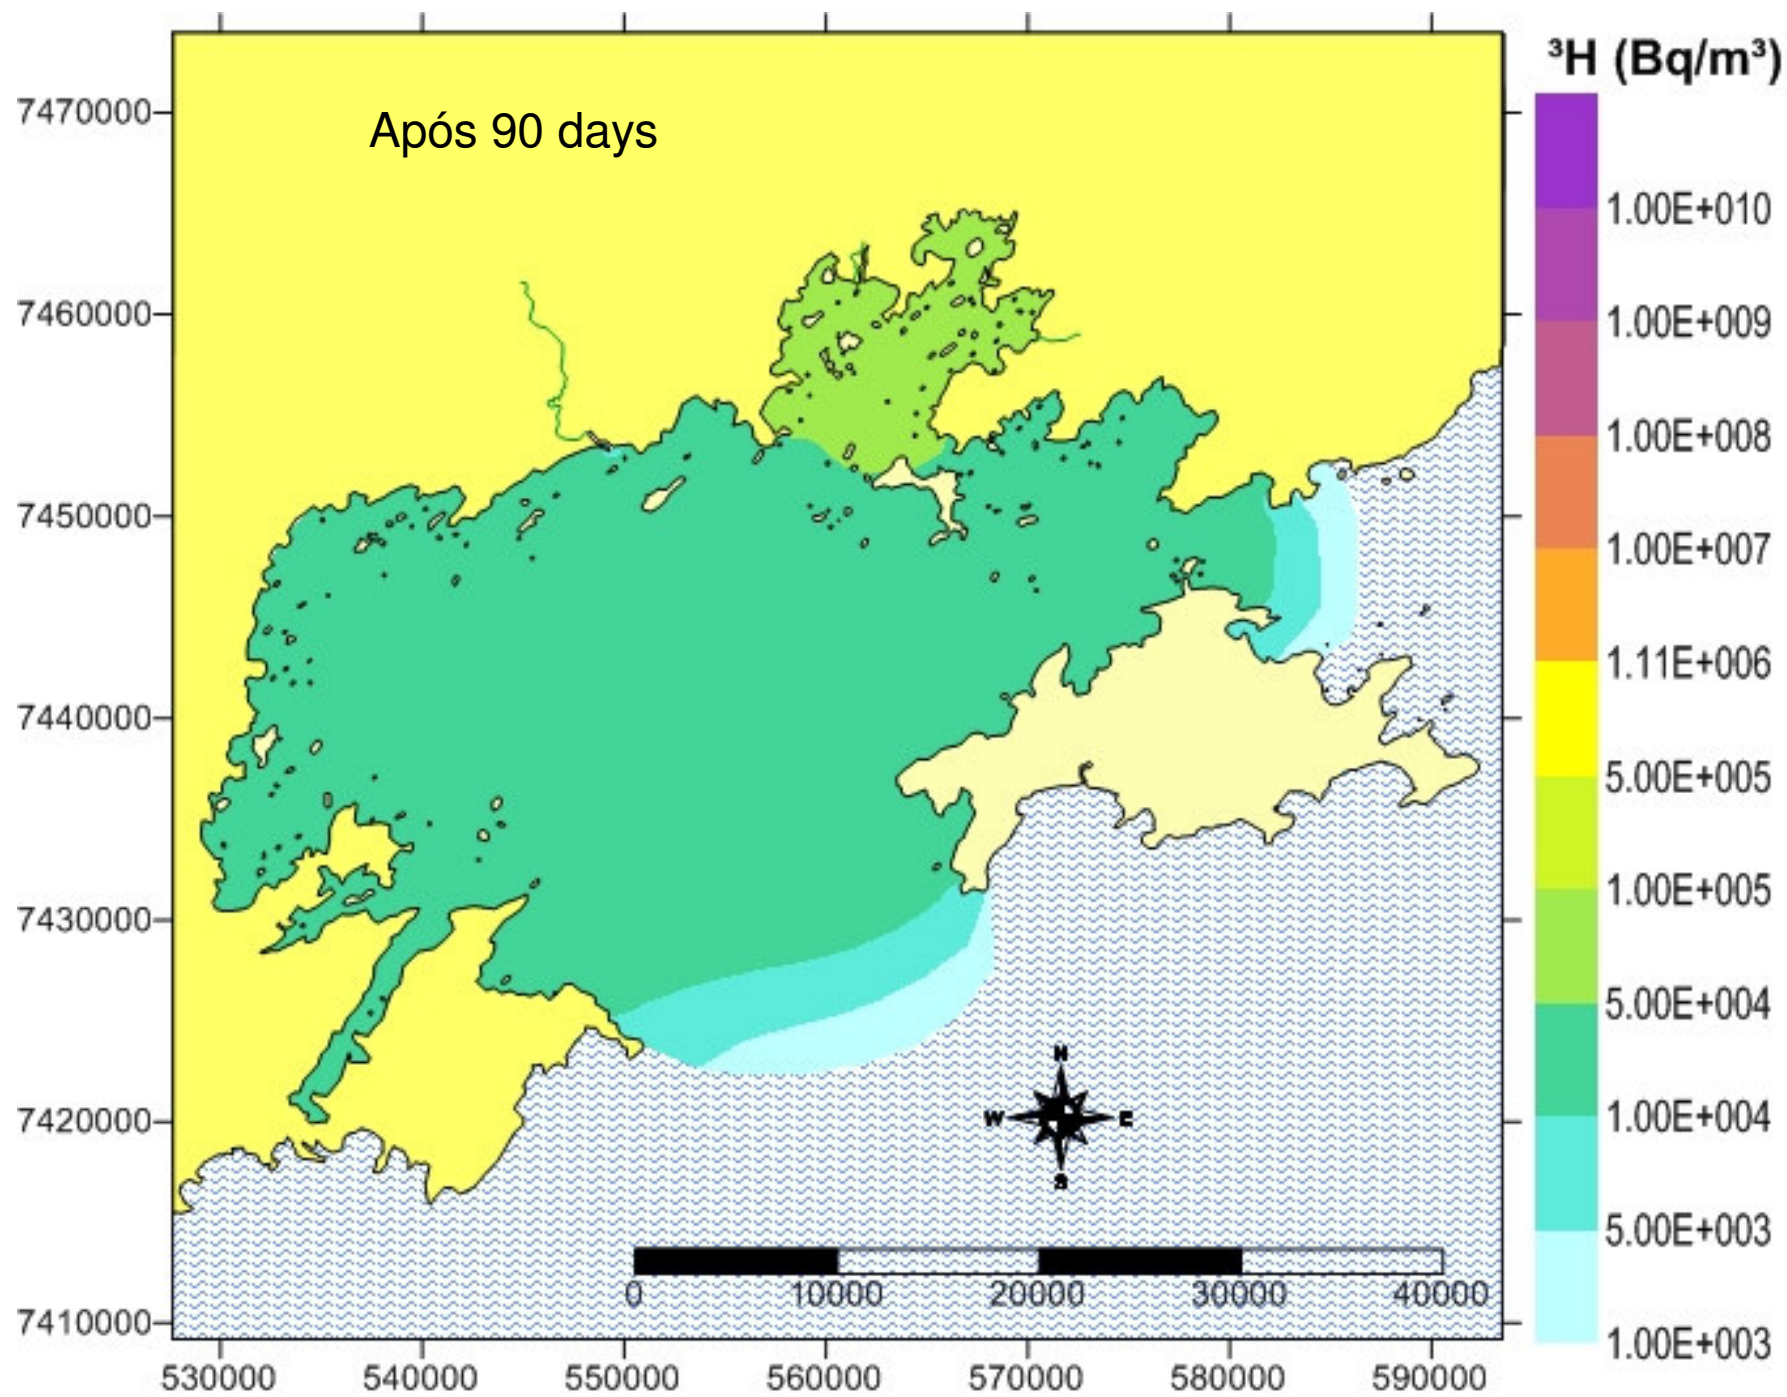 ³H (Bq/m³)
Após 90 days
7470000
7460000
7450000
7440000
7430000
7420000
7410000
1.00E+010
1.00E+009
1.00E+008
1.00E+007
1.11E+006
5.00E+005
1.00E+005
5.00E+004
1.00E+004
5.00E+003
1.00E+003
N
W E
S
0 10000 20000 30000 40000
530000 540000 550000 560000 570000 580000 590000